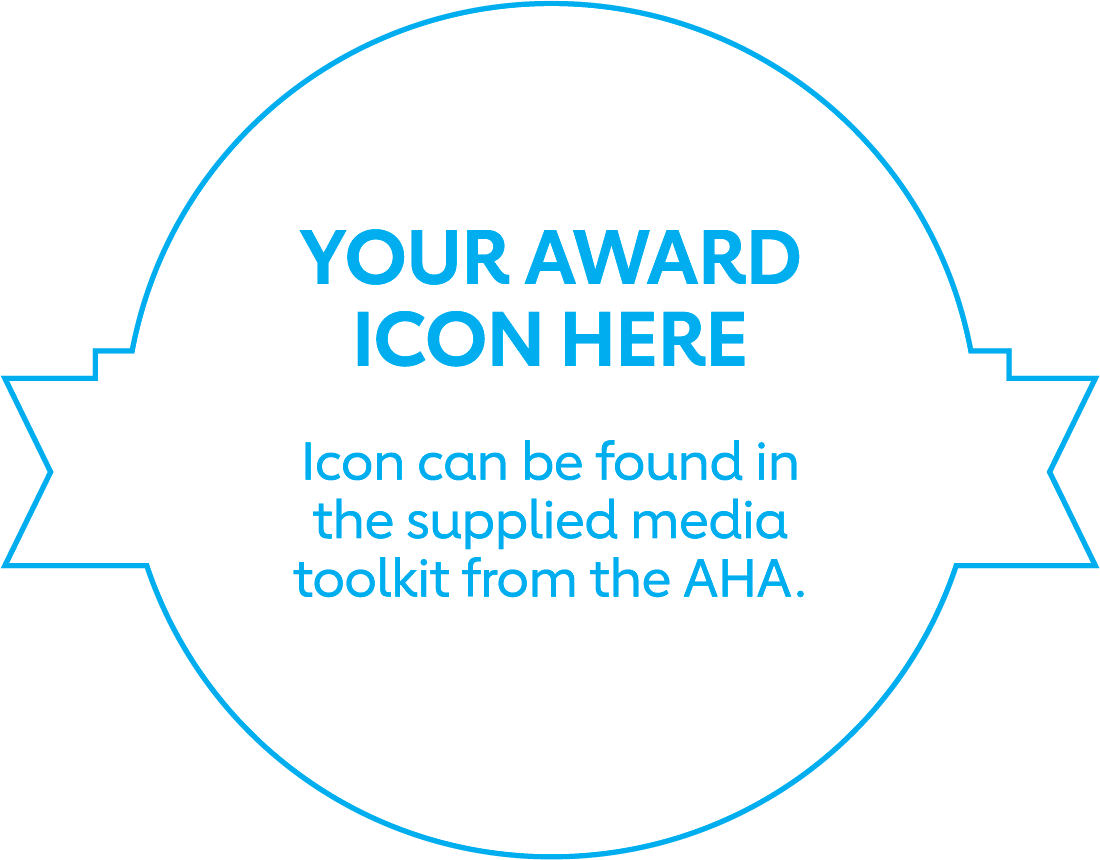 YOUR AWARD
ICON HERE
Icon can be found in
the supplied media
toolkit from the AHA.